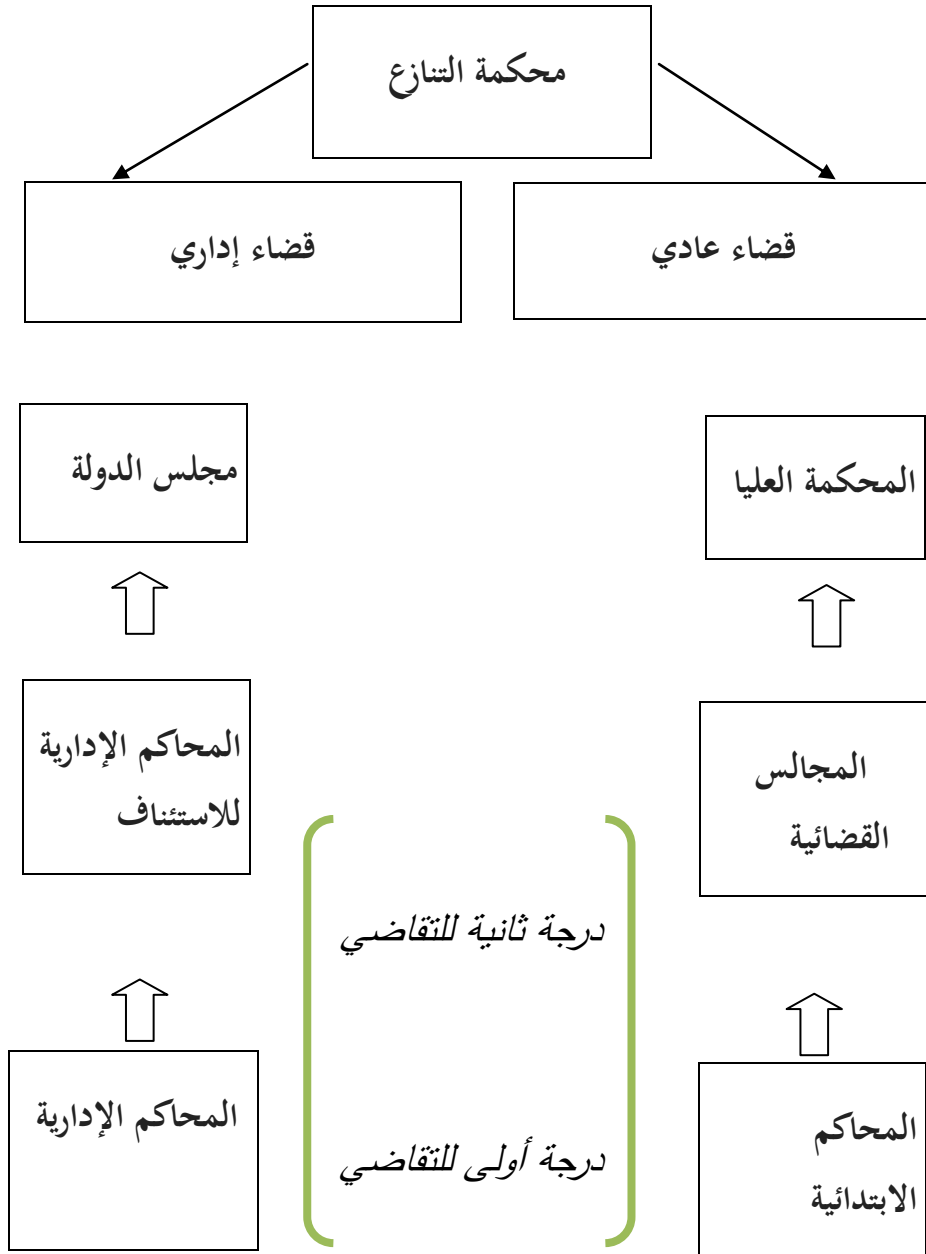 محكمة التنازع
قضاء عادي
قضاء إداري
المحكمة العليا
مجلس الدولة
المجالس
القضائية
المحاكم الإدارية
للاستئناف
درجة ثانية للتقاضي
المحاكم
الابتدائية
درجة أولى للتقاضي
المحاكم الإدارية